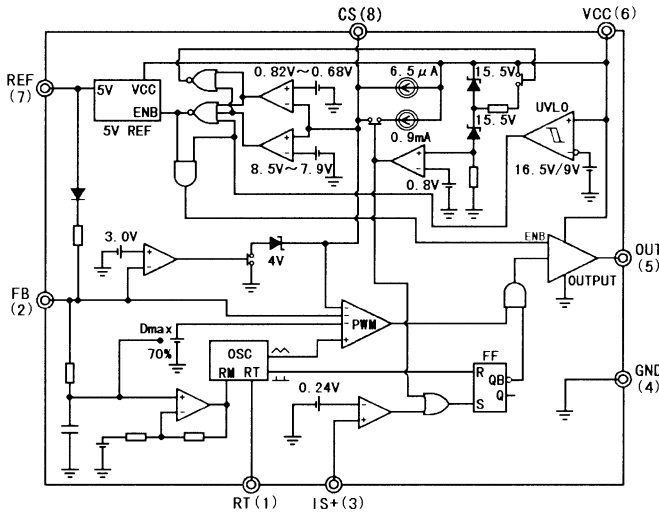 CS(8)
VCC(6)
REF
(7)
5V VCC
ENB
5V REF
0.82V～0.68V
8.5V～7.9V
6.5μA
0.9mA
15.5V
15.5V
UVLO
16.5V/9V
0.8V
3.0V
4V
ENB
OUTPUT
OUT
(5)
FB
(2)
Dmax
70%
PWM
OSC
RM RT
0.24V
FF
R
QB
Q
S
GND
(4)
RT(1)
IS+(3)